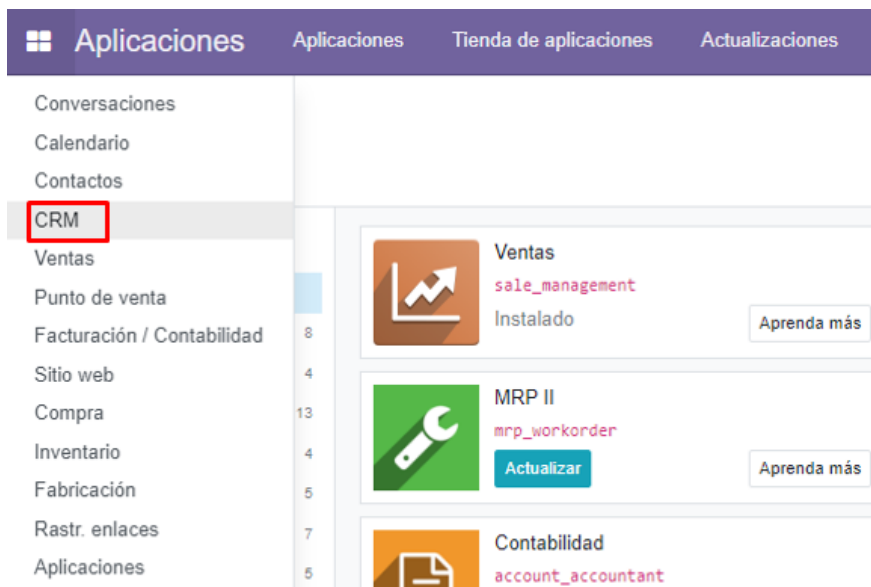 Aplicaciones Aplicaciones Tienda de aplicaciones Actualizaciones
Conversaciones
Calendario
Contactos
CRM
Ventas
Punto de venta
Facturación / Contabilidad
Sitio web
Compra
Inventario
Fabricación
Rastr. enlaces
Aplicaciones
8
4
13
4
5
7
5
Ventas
sale_management
Instalado
Aprenda más
MRP II
mrp_workorder
Actualizar
Aprenda más
Contabilidad
account_accountant